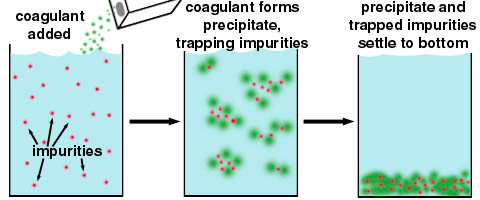 coagulant
added
impurities
coagulant forms
precipitate,
trapping impurities
precipitate and
trapped impurities
settle to bottom